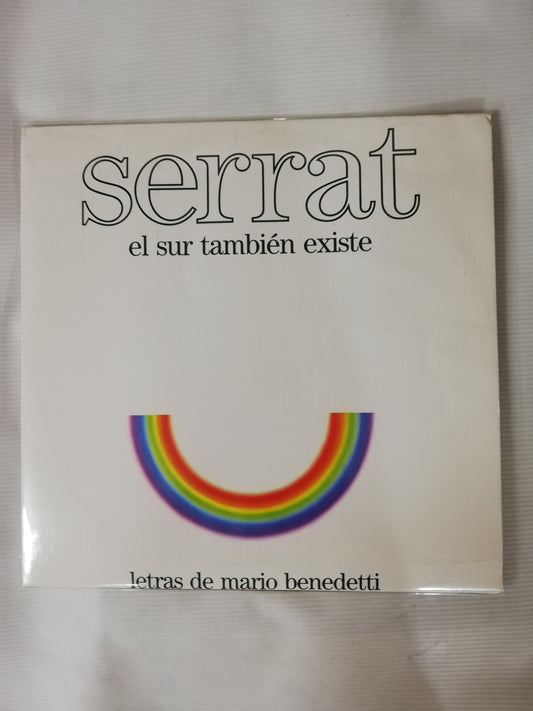 serrat
el sur también existe
letras de mario benedetti